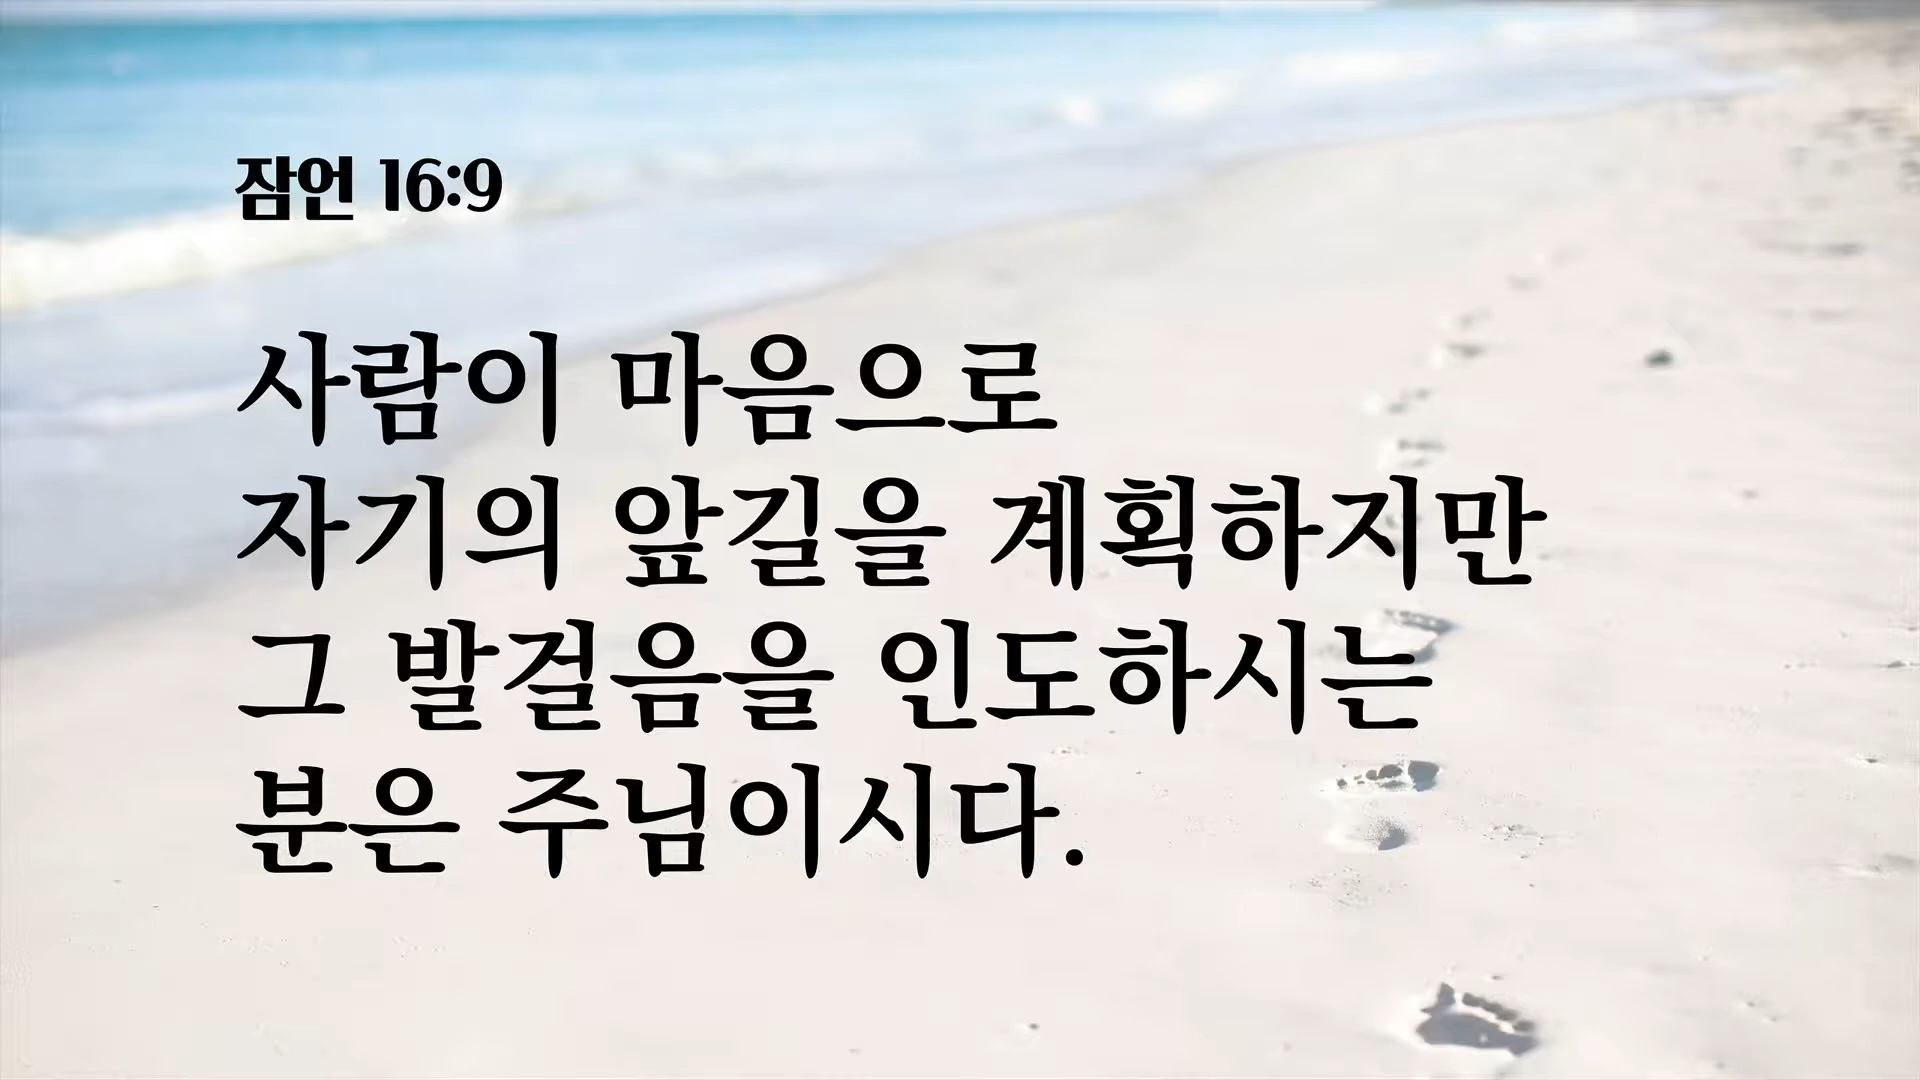 잠언 16:9
사람이 마음으로
자기의 앞길을 계획하지만
그 발걸음을 인도하시는
분은 주님이시다.